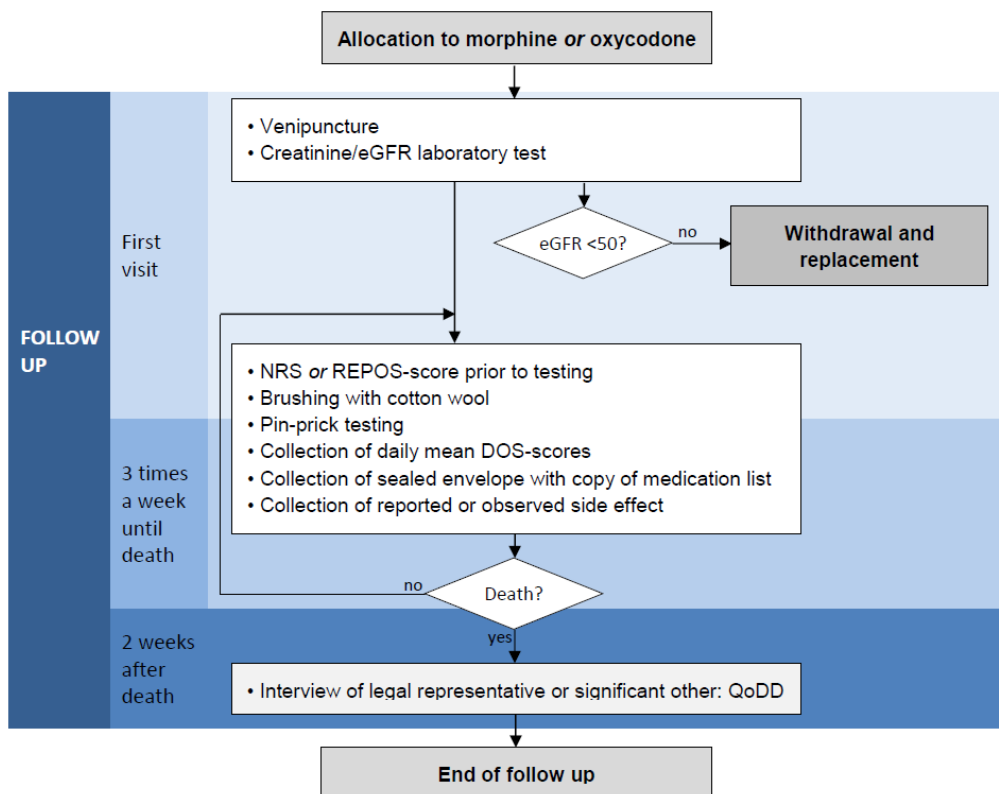 Allocation to morphine or oxycodone
FOLLOW
UP
First
visit
• Venipuncture
• Creatinine/eGFR laboratory test
eGFR <50?
no
Withdrawal and
replacement
• NRS or REPOS-score prior to testing
• Brushing with cotton wool
• Pin-prick testing
• Collection of daily mean DOS-scores
• Collection of sealed envelope with copy of medication list
• Collection of reported or observed side effect
3 times
a week
until
death
no
Death?
yes
2 weeks
after
death
• Interview of legal representative or significant other: QoDD
End of follow up